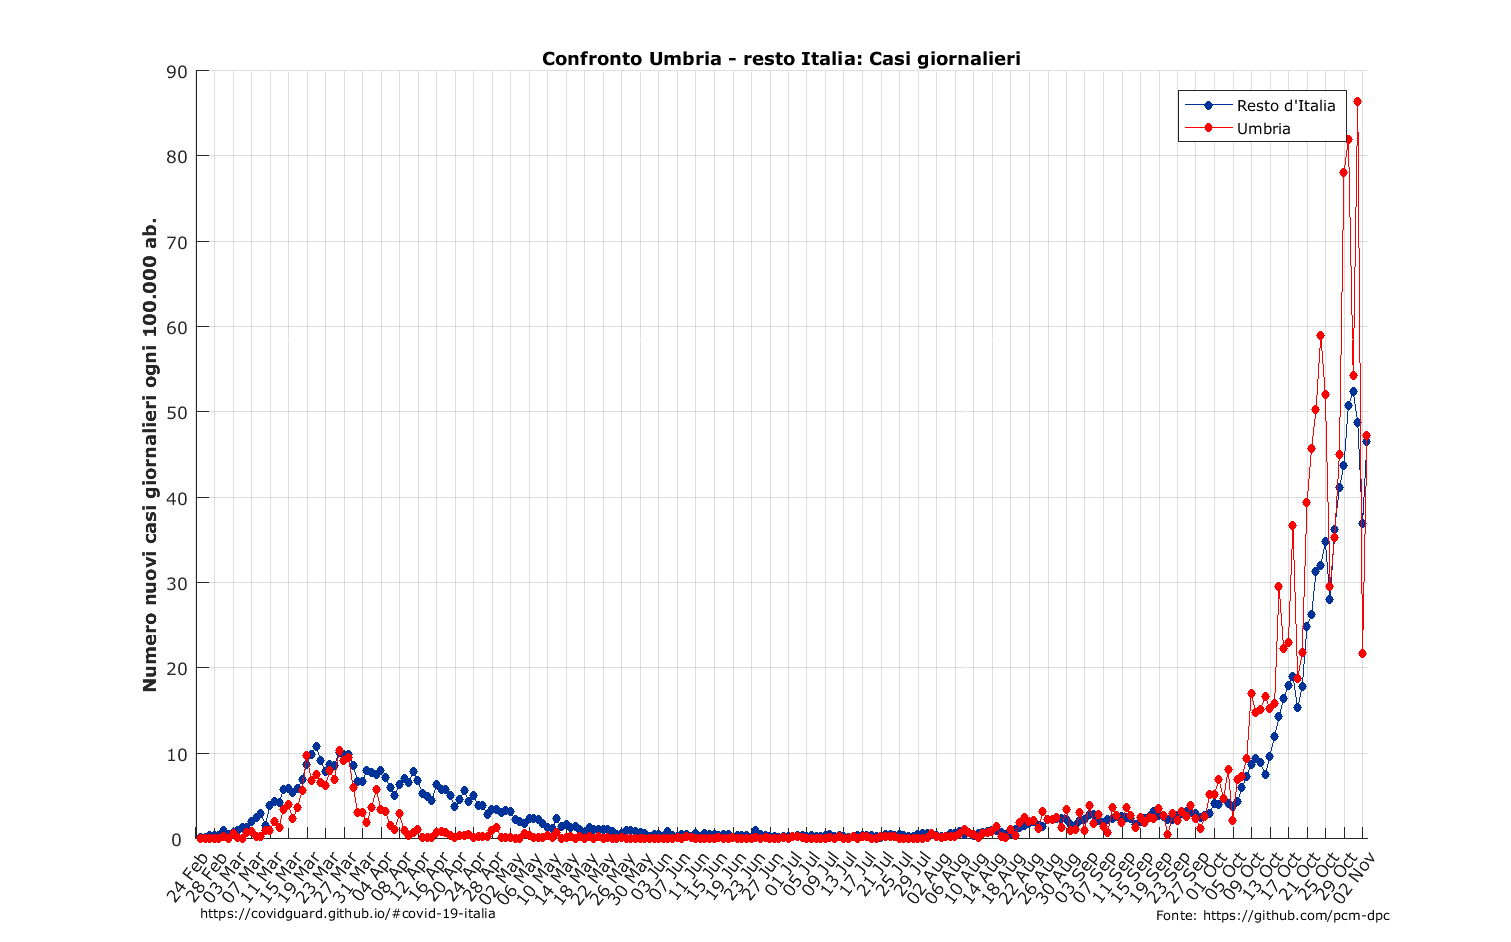 Confronto Umbria - resto Italia: Casi giornalieri
Resto d'Italia
Umbria
Numero nuovi casi giornalieri ogni 100.000 ab.
90
80
70
60
50
40
30
20
10
0
24 Feb
28 Feb
03 Mar
07 Mar
11 Mar
15 Mar
19 Mar
23 Mar
27 Mar
31 Mar
04 Apr
08 Apr
12 Apr
16 Apr
20 Apr
24 Apr
28 Apr
02 May
06 May
10 May
14 May
18 May
22 May
26 May
30 May
03 Jun
07 Jun
11 Jun
15 Jun
19 Jun
23 Jun
27 Jun
01 Jul
05 Jul
09 Jul
13 Jul
17 Jul
21 Jul
25 Jul
29 Jul
02 Aug
06 Aug
10 Aug
14 Aug
18 Aug
22 Aug
26 Aug
30 Aug
03 Sep
07 Sep
11 Sep
15 Sep
19 Sep
23 Sep
27 Sep
01 Oct
05 Oct
09 Oct
13 Oct
17 Oct
21 Oct
25 Oct
29 Oct
02 Nov
https://covidguard.github.io/#covid-19-italia
Fonte: https://github.com/pcm-dpc